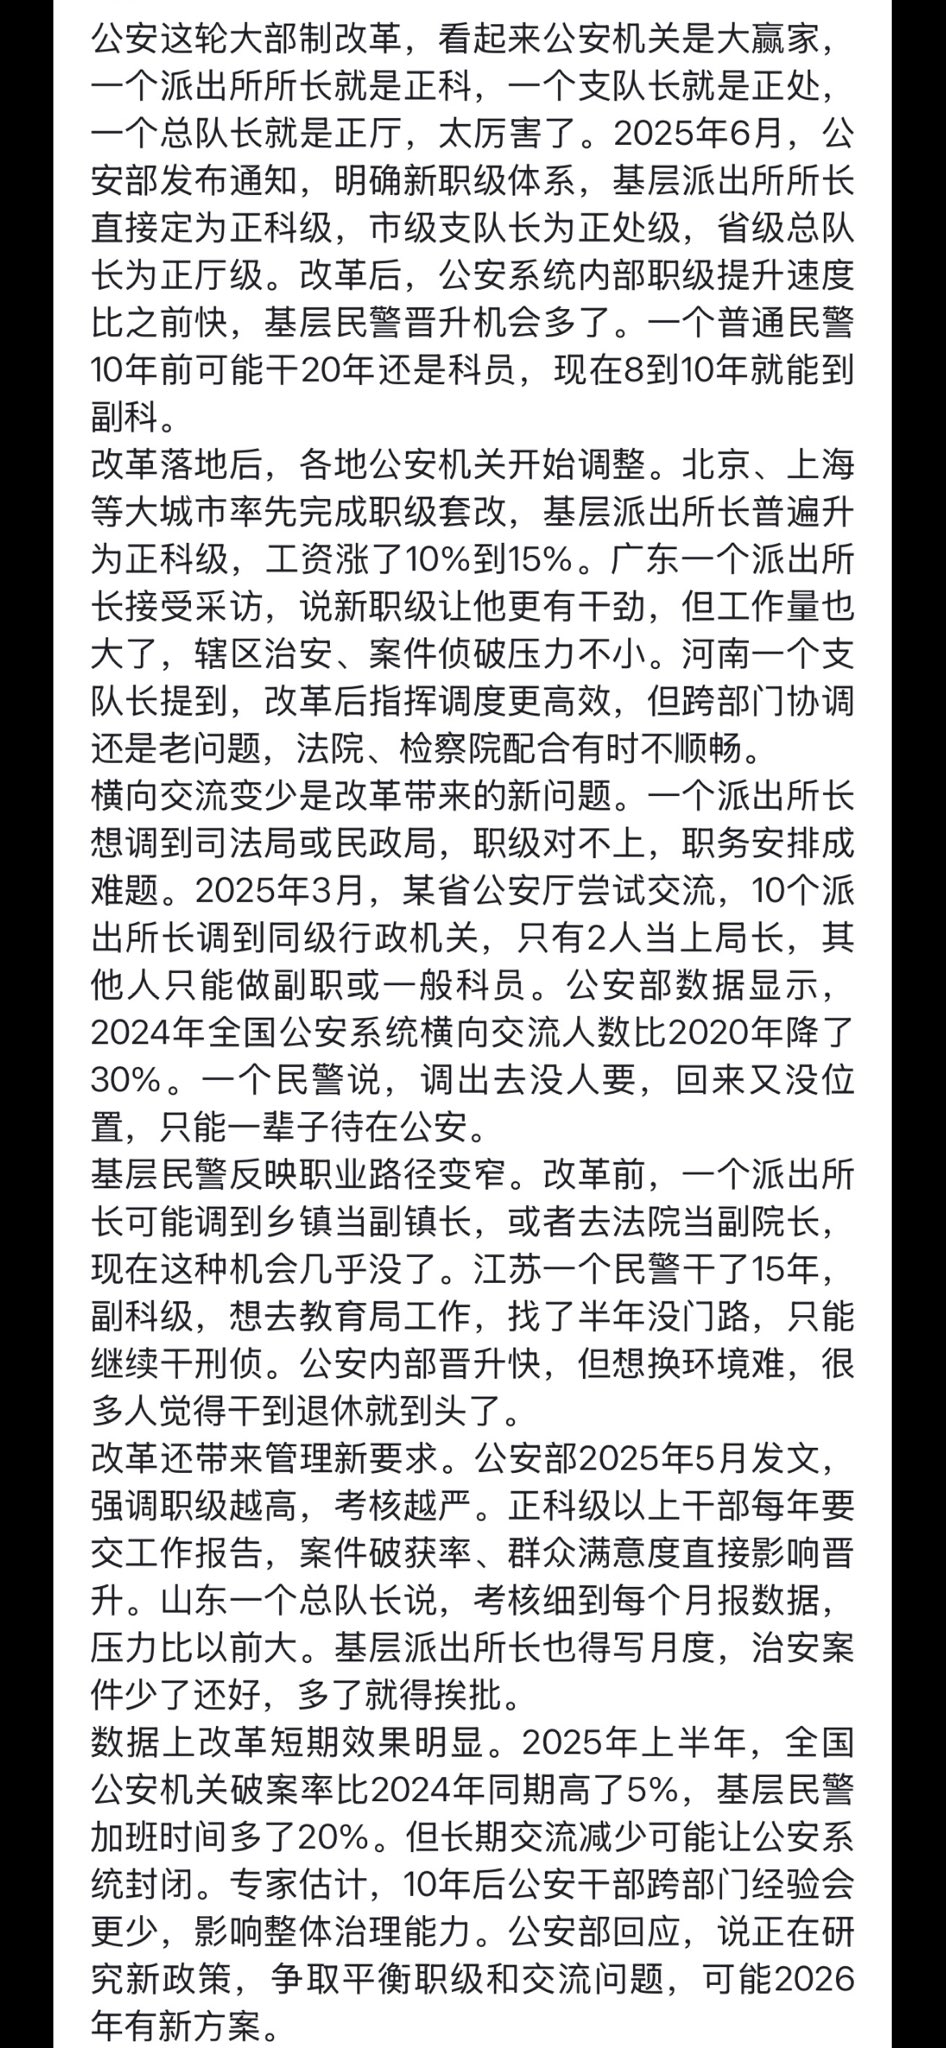 公安这轮大部制改革，看起来公安机关是大赢家，
一个派出所所长就是正科，一个支队长就是正处，
一个总队长就是正厅，太厉害了。2025年6月，公
安部发布通知，明确新职级体系，基层派出所所长
直接定为正科级，市级支队长为正处级，省级总队
长为正厅级。改革后，公安系统内部职级提升速度
比之前快，基层民警晋升机会多了。一个普通民警
10年前可能干20年还是科员，现在8到10年就能到
副科。
改革落地后，各地公安机关开始调整。北京、上海
等大城市率先完成职级套改，基层派出所长普遍升
为正科级，工资涨了10%到15%。广东一个派出所
长接受采访，说新职级让他更有干劲，但工作量也
大了，辖区治安、案件侦破压力不小。河南一个支
队长提到，改革后指挥调度更高效，但跨部门协调
还是老问题，法院、检察院配合有时不顺畅。
横向交流变少是改革带来的新问题。一个派出所长
想调到司法局或民政局，职级对不上，职务安排成
难题。2025年3月，某省公安厅尝试交流，10个派
出所长调到同级行政机关，只有2人当上局长，其
他人只能做副职或一般科员。公安部数据显示，
2024年全国公安系统横向交流人数比2020年降了
30%。一个民警说，调出去没人要，回来又没位
置，只能一辈子待在公安。
基层民警反映职业路径变窄。改革前，一个派出所
长可能调到乡镇当副镇长，或者去法院当副院长，
现在这种机会几乎没了。江苏一个民警干了15年，
副科级，想去教育局工作，找了半年没门路，只能
继续干刑侦。公安内部晋升快，但想换环境难，很
多人觉得干到退休就到头了。
改革还带来管理新要求。公安部2025年5月发文，
强调职级越高，考核越严。正科级以上干部每年要
交工作报告，案件破获率、群众满意度直接影响晋
升。山东一个总队长说，考核细到每个月报数据，
压力比以前大。基层派出所长也得写月度，治安案
件少了还好，多了就得挨批。
数据上改革短期效果明显。2025年上半年，全国
公安机关破案率比2024年同期高了5%，基层民警
加班时间多了20%。但长期交流减少可能让公安系
统封闭。专家估计，10年后公安干部跨部门经验会
更少，影响整体治理能力。公安部回应，说正在研
究新政策，争取平衡职级和交流问题，可能2026
年有新方案。